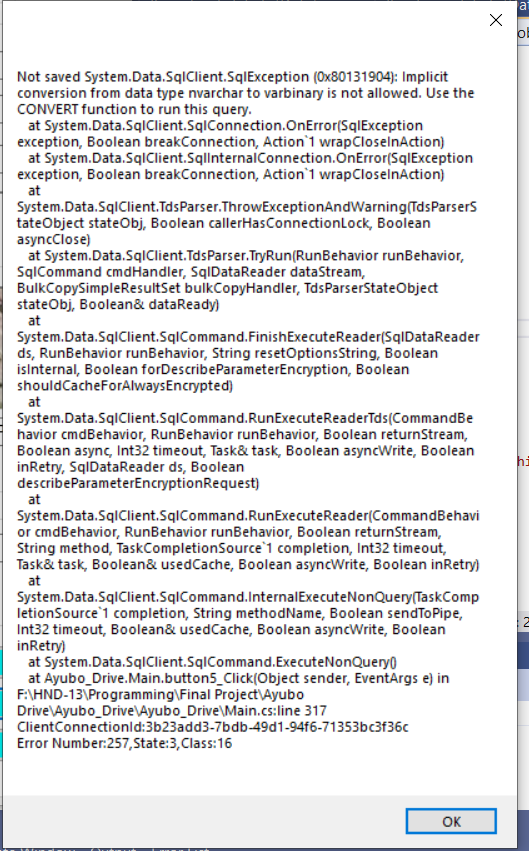 Not saved System.Data.SqlClient.SqlException (0x80131904): Implicit
conversion from data type nvarchar to varbinary is not allowed. Use the
CONVERT function to run this query.
at System.Data.SqlClient.SqlConnection.OnError(SqlException
exception, Boolean breakConnection, Action`1 wrapCloseInAction)
at System.Data.SqlClient.SqlInternalConnection.OnError(SqlException
exception, Boolean breakConnection, Action`1 wrapCloseInAction)
at
System.Data.SqlClient.TdsParser.ThrowExceptionAndWarning(TdsParserS
tateObject stateObj, Boolean callerHasConnectionLock, Boolean
asyncClose)
at System.Data.SqlClient.TdsParser.TryRun(RunBehavior runBehavior,
SqlCommand cmdHandler, SqlDataReader dataStream,
BulkCopySimpleResultSet bulkCopyHandler, TdsParserStateObject
stateObj, Boolean& dataReady)
at
System.Data.SqlClient.SqlCommand.FinishExecuteReader(SqlDataReader
ds, RunBehavior runBehavior, String resetOptionsString, Boolean
isInternal, Boolean forDescribeParameterEncryption, Boolean
shouldCacheForAlwaysEncrypted)
at
System.Data.SqlClient.SqlCommand.RunExecuteReaderTds(CommandBe
havior cmdBehavior, RunBehavior runBehavior, Boolean returnStream,
Boolean async, Int32 timeout, Task& task, Boolean asyncWrite, Boolean
inRetry, SqlDataReader ds, Boolean
describeParameterEncryptionRequest)
at
System.Data.SqlClient.SqlCommand.RunExecuteReader(CommandBehavi
or cmdBehavior, RunBehavior runBehavior, Boolean returnStream,
String method, TaskCompletionSource`1 completion, Int32 timeout,
Task& task, Boolean& usedCache, Boolean asyncWrite, Boolean inRetry)
at
System.Data.SqlClient.SqlCommand.InternalExecuteNonQuery(TaskComp
letionSource`1 completion, String methodName, Boolean sendToPipe,
Int32 timeout, Boolean& usedCache, Boolean asyncWrite, Boolean
inRetry)
at System.Data.SqlClient.SqlCommand.ExecuteNonQuery()
at Ayubo_Drive.Main.button5_Click(Object sender, EventArgs e) in
F:\HND-13\Programming\Final Project\Ayubo
Drive\Ayubo_Drive\Ayubo_Drive\Main.cs:line 317
ClientConnectionId:3b23add3-7bdb-49d1-94f6-71353bc3f36c
Error Number:257,State:3,Class:16
OK